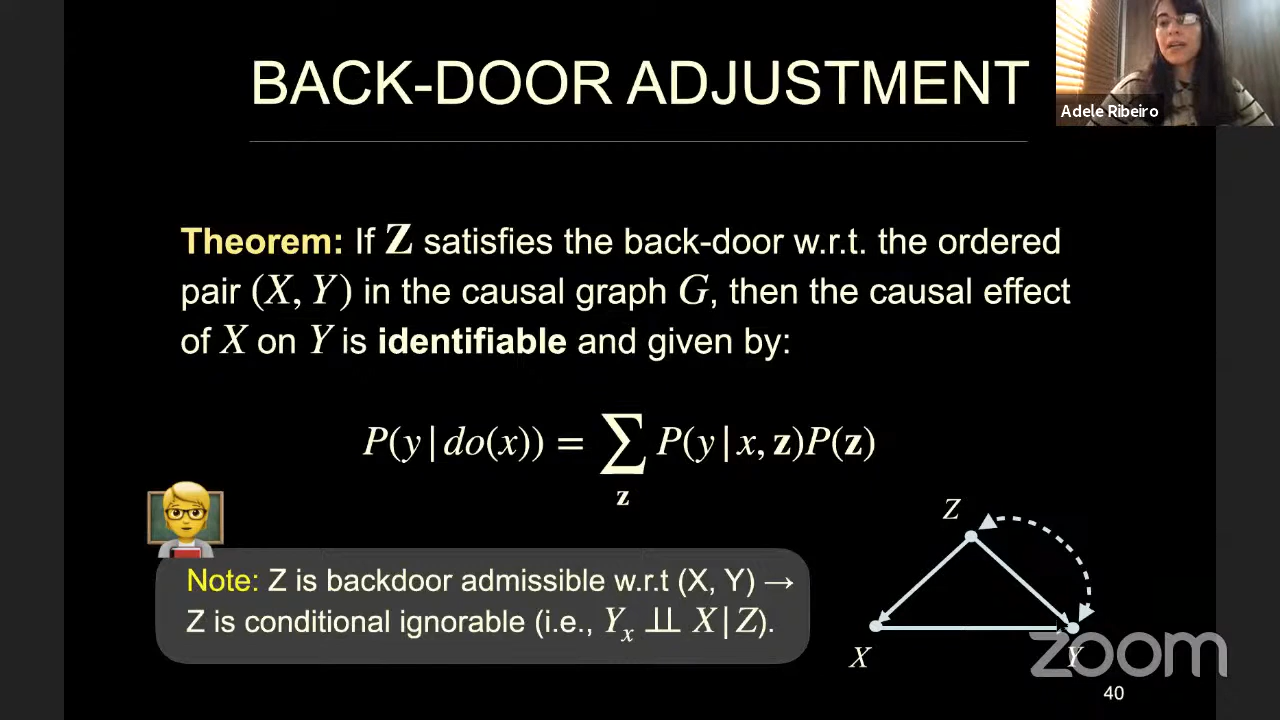 BACK-DOOR ADJUSTMENT
Adele Ribeiro
Theorem: If Z satisfies the back-door w.r.t. the ordered
pair (X, Y) in the causal graph G, then the causal effect
of X on Y is identifiable and given by:
P(y | do(x)) = ∑ P(y | x, z)P(z)
z
Z
Note: Z is backdoor admissible w.r.t (X, Y) →
Z is conditional ignorable (i.e., Yₓ ⫫ X | Z).
X
Y
zoom
40